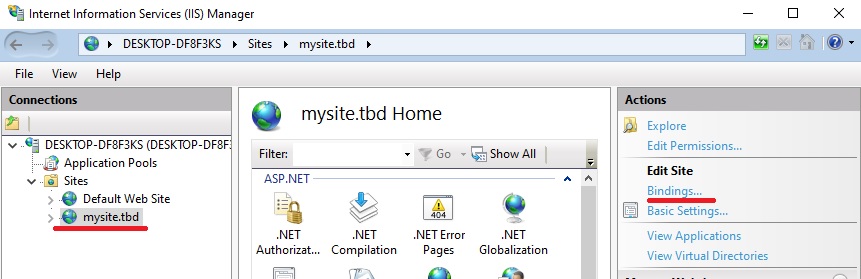 Internet Information Services (IIS) Manager
DESKTOP-DF8F3KS
Sites
mysite.tbd
File
View
Help
Connections
DESKTOP-DF8F3KS (DESKTOP-DF8F
Application Pools
Sites
Default Web Site
mysite.tbd
mysite.tbd Home
Filter:
Go
Show All
ASP.NET
.NET Authorizat...
.NET Compilation
404
.NET Error Pages
.NET Globalization
Actions
Explore
Edit Permissions...
Edit Site
Bindings...
Basic Settings...
View Applications
View Virtual Directories